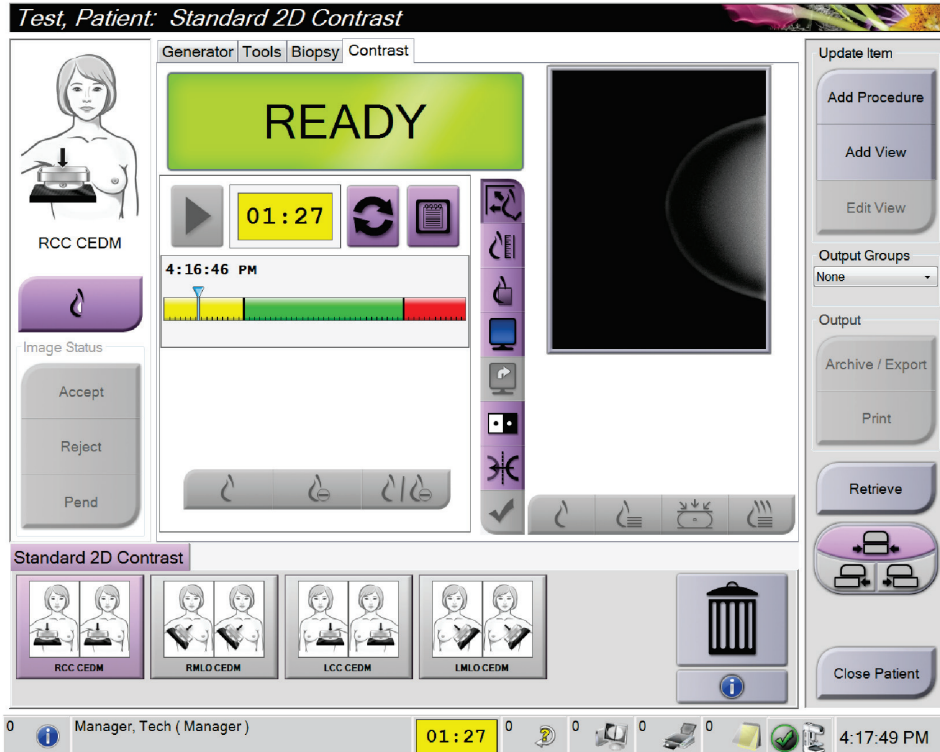 Test, Patient: Standard 2D Contrast
Generator Tools Biopsy Contrast
READY
01:27
4:16:46 PM
RCC CEDM
Image Status
Accept
Reject
Pend
Update Item
Add Procedure
Add View
Edit View
Output Groups
None
Output
Archive / Export
Print
Retrieve
Close Patient
Standard 2D Contrast
RCC CEDM
RMLO CEDM
LCC CEDM
LMLO CEDM
0 Manager, Tech ( Manager ) 01:27 0 0 0 0 4:17:49 PM